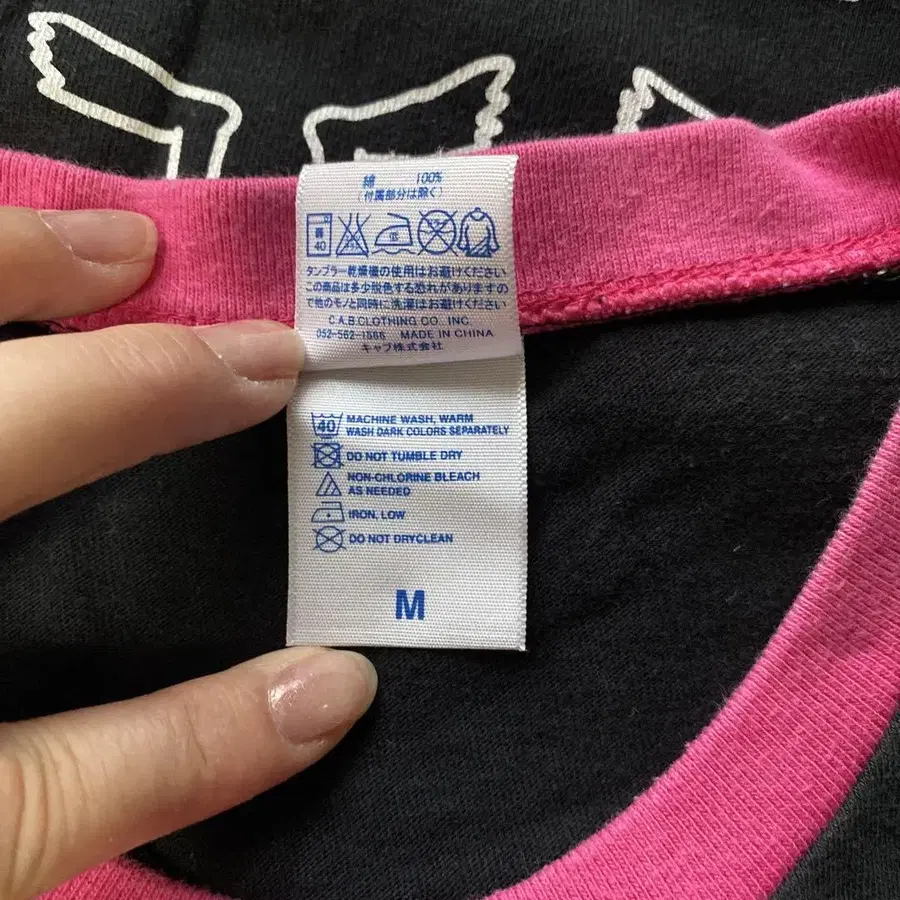 綿 100%
(付属部分は除く)
40
タンブラー乾燥機の使用はお避けください
この商品は多少脱色する恐れがありますの
で他のモノと同時に洗濯はお避けください
C.A.B.CLOTHING CO. INC.
052-562-1566 MADE IN CHINA
キャブ株式会社
40 MACHINE WASH, WARM
WASH DARK COLORS SEPARATELY
DO NOT TUMBLE DRY
NON-CHLORINE BLEACH
AS NEEDED
IRON, LOW
DO NOT DRYCLEAN
M